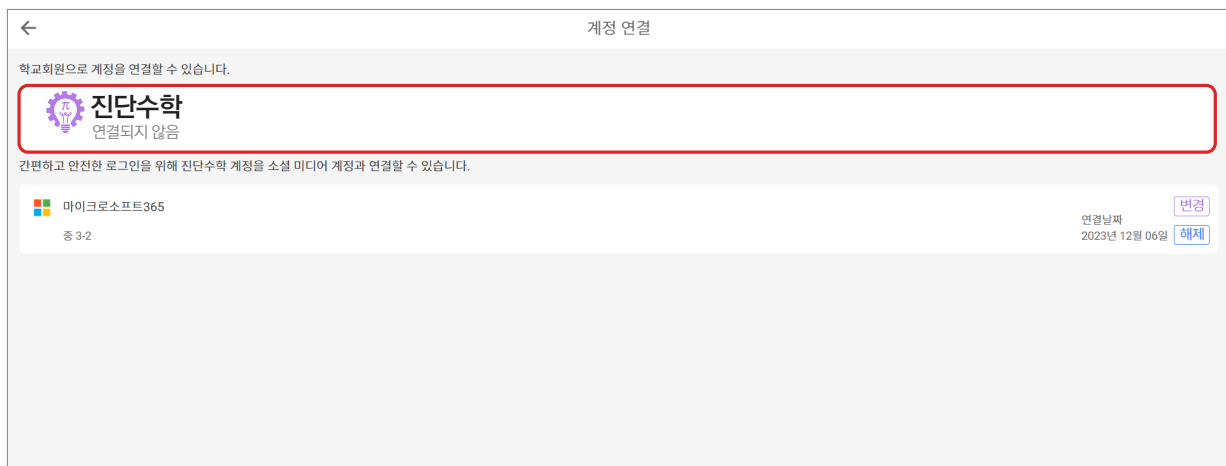 계정 연결
학교회원으로 계정을 연결할 수 있습니다.
π
진단수학
연결되지 않음
간편하고 안전한 로그인을 위해 진단수학 계정을 소셜 미디어 계정과 연결할 수 있습니다.
마이크로소프트365
변경
연결날짜
중 3-2
2023년 12월 06일 해제